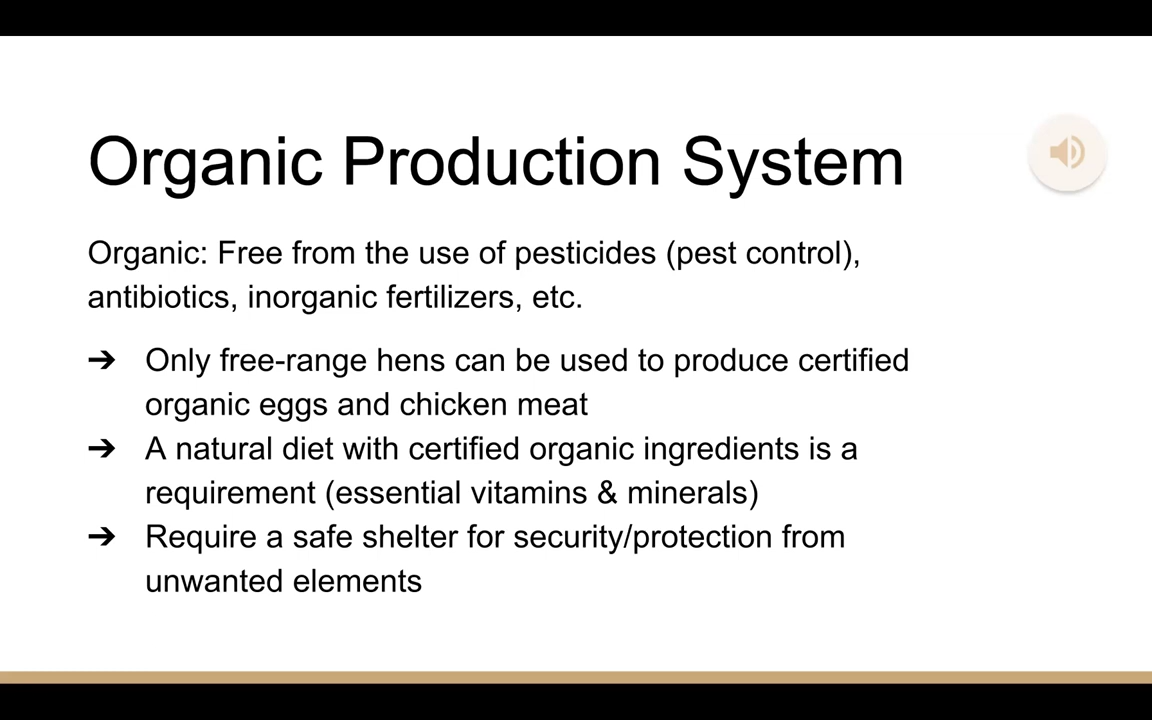 Organic Production System
Organic: Free from the use of pesticides (pest control),
antibiotics, inorganic fertilizers, etc.
➔ Only free-range hens can be used to produce certified
organic eggs and chicken meat
➔ A natural diet with certified organic ingredients is a
requirement (essential vitamins & minerals)
➔ Require a safe shelter for security/protection from
unwanted elements